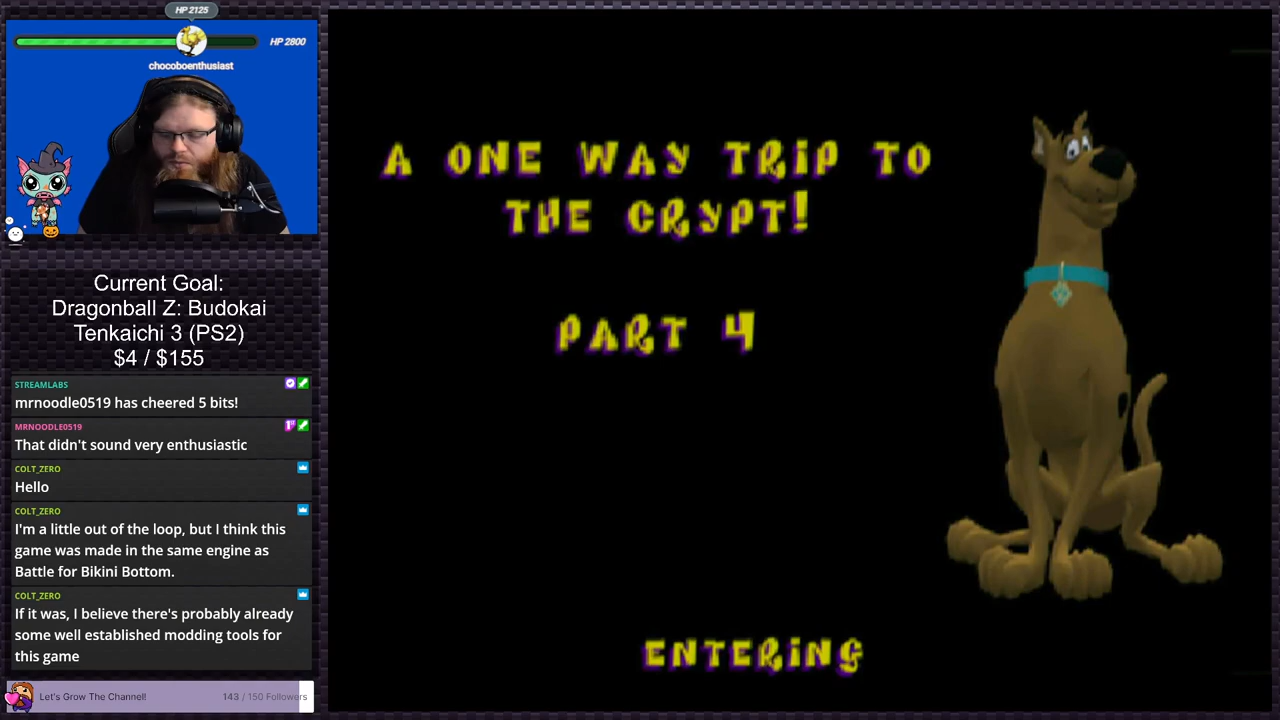 HP 2125
HP 2800
chocoboenthusiast
A ONE WAY TRiP TO
THE CRYPT!
PART 4
ENTERiNG
Current Goal:
Dragonball Z: Budokai
Tenkaichi 3 (PS2)
$4 / $155
STREAMLABS
mrnoodle0519 has cheered 5 bits!
MRNOODLE0519
That didn't sound very enthusiastic
COLT_ZERO
Hello
COLT_ZERO
I'm a little out of the loop, but I think this
game was made in the same engine as
Battle for Bikini Bottom.
COLT_ZERO
If it was, I believe there's probably already
some well established modding tools for
this game
Let's Grow The Channel!
143 / 150 Followers